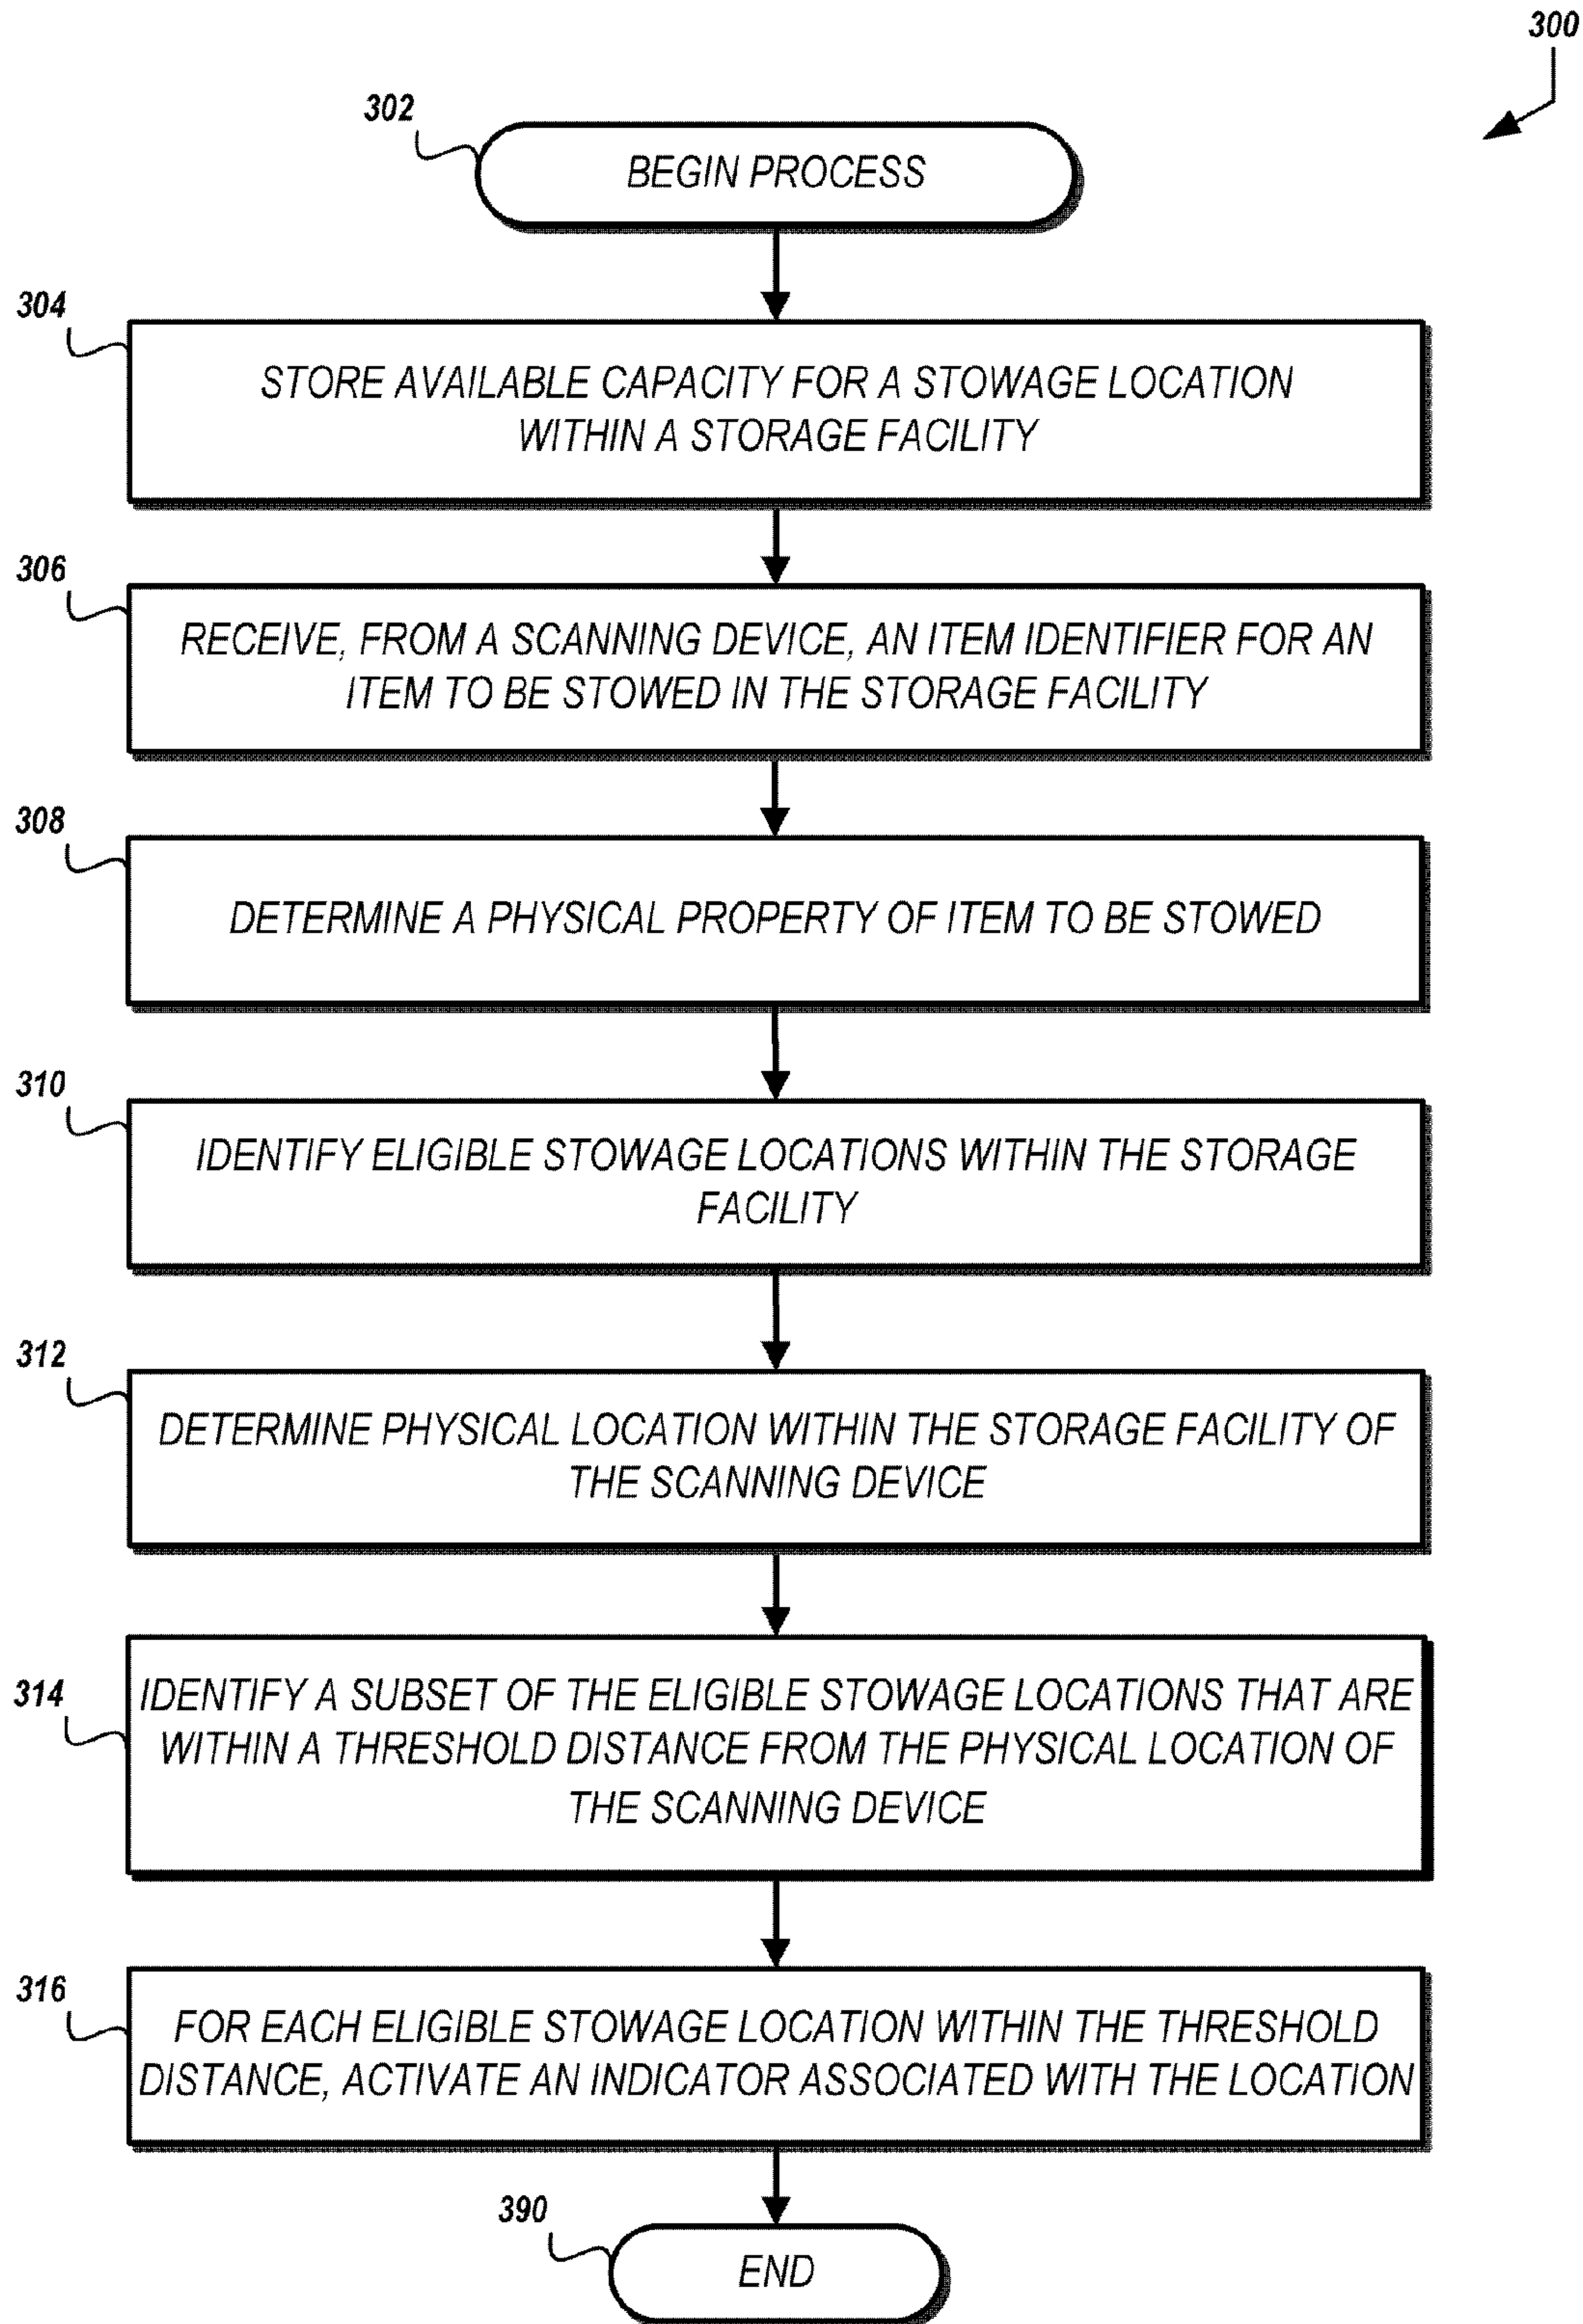 300
302
BEGIN PROCESS
304
STORE AVAILABLE CAPACITY FOR A STOWAGE LOCATION
WITHIN A STORAGE FACILITY
306
RECEIVE, FROM A SCANNING DEVICE, AN ITEM IDENTIFIER FOR AN
ITEM TO BE STOWED IN THE STORAGE FACILITY
308
DETERMINE A PHYSICAL PROPERTY OF ITEM TO BE STOWED
310
IDENTIFY ELIGIBLE STOWAGE LOCATIONS WITHIN THE STORAGE
FACILITY
312
DETERMINE PHYSICAL LOCATION WITHIN THE STORAGE FACILITY OF
THE SCANNING DEVICE
314
IDENTIFY A SUBSET OF THE ELIGIBLE STOWAGE LOCATIONS THAT ARE
WITHIN A THRESHOLD DISTANCE FROM THE PHYSICAL LOCATION OF
THE SCANNING DEVICE
316
FOR EACH ELIGIBLE STOWAGE LOCATION WITHIN THE THRESHOLD
DISTANCE, ACTIVATE AN INDICATOR ASSOCIATED WITH THE LOCATION
390
END